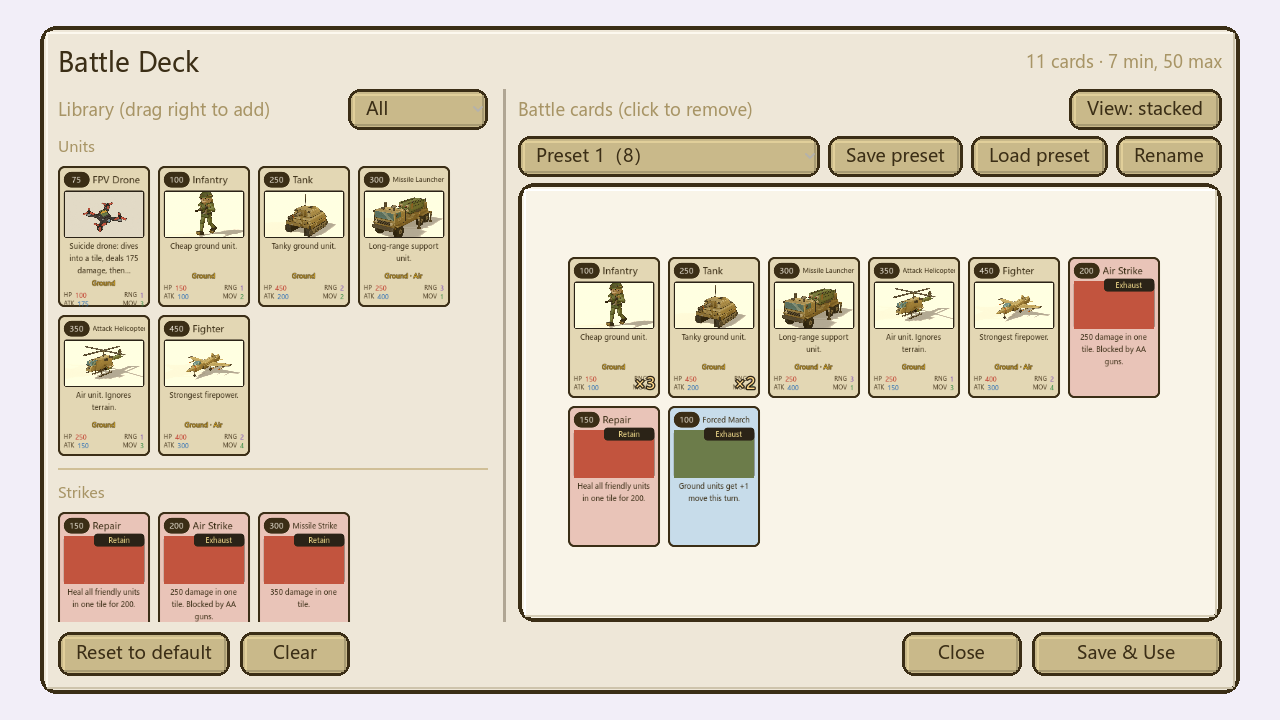 Battle Deck
11 cards · 7 min, 50 max
Library (drag right to add)
All
Battle cards (click to remove)
View: stacked
Preset 1 (8)
Save preset
Load preset
Rename
Units
75 FPV Drone
Suicide drone: dives
into a tile, deals 175
damage, then...
Ground
HP 100 RNG 1
ATK 175 MOV 3
100 Infantry
Cheap ground unit.
Ground
HP 150 RNG 1
ATK 100 MOV 2
250 Tank
Tanky ground unit.
Ground
HP 450 RNG 2
ATK 200 MOV 2
300 Missile Launcher
Long-range support
unit.
Ground · Air
HP 250 RNG 3
ATK 400 MOV 1
350 Attack Helicopter
Air unit. Ignores
terrain.
Ground
HP 250 RNG 1
ATK 150 MOV 3
450 Fighter
Strongest firepower.
Ground · Air
HP 400 RNG 2
ATK 300 MOV 4
Strikes
150 Repair
Retain
Heal all friendly units
in one tile for 200.
200 Air Strike
Exhaust
250 damage in one
tile. Blocked by AA
guns.
300 Missile Strike
Retain
350 damage in one
tile.
100 Infantry
Cheap ground unit.
Ground
HP 150
ATK 100
x3
250 Tank
Tanky ground unit.
Ground
HP 450
ATK 200
x2
300 Missile Launcher
Long-range support
unit.
Ground · Air
HP 250 RNG 3
ATK 400 MOV 1
350 Attack Helicopter
Air unit. Ignores
terrain.
Ground
HP 250 RNG 1
ATK 150 MOV 3
450 Fighter
Strongest firepower.
Ground · Air
HP 400 RNG 2
ATK 300 MOV 4
200 Air Strike
Exhaust
250 damage in one
tile. Blocked by AA
guns.
150 Repair
Retain
Heal all friendly units
in one tile for 200.
100 Forced March
Exhaust
Ground units get +1
move this turn.
Reset to default
Clear
Close
Save & Use